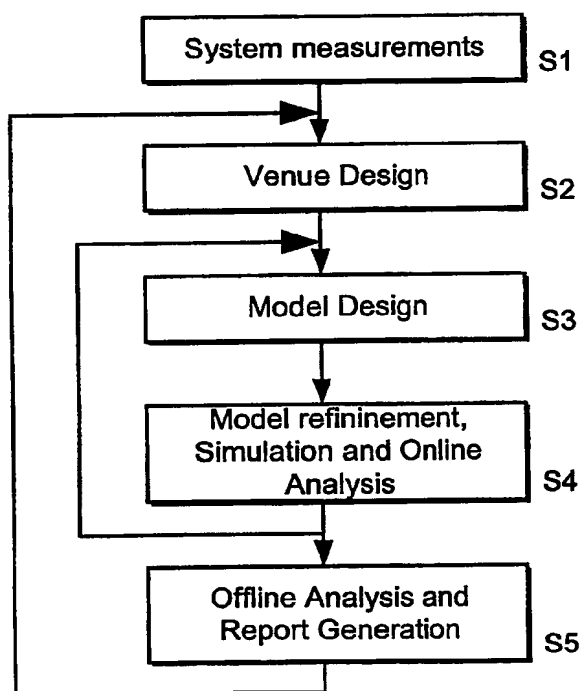 System measurements
S1
Venue Design
S2
Model Design
S3
Model refininement,
Simulation and Online
Analysis
S4
Offline Analysis and
Report Generation
S5